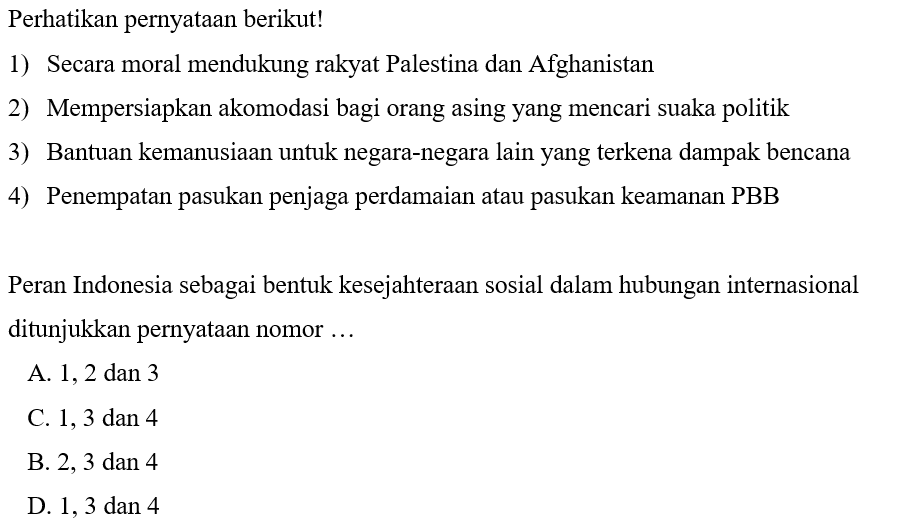 Perhatikan pernyataan berikut!
1) Secara moral mendukung rakyat Palestina dan Afghanistan
2) Mempersiapkan akomodasi bagi orang asing yang mencari suaka politik
3) Bantuan kemanusiaan untuk negara-negara lain yang terkena dampak bencana
4) Penempatan pasukan penjaga perdamaian atau pasukan keamanan PBB
Peran Indonesia sebagai bentuk kesejahteraan sosial dalam hubungan internasional
ditunjukkan pernyataan nomor …
A. 1, 2 dan 3
C. 1, 3 dan 4
B. 2, 3 dan 4
D. 1, 3 dan 4